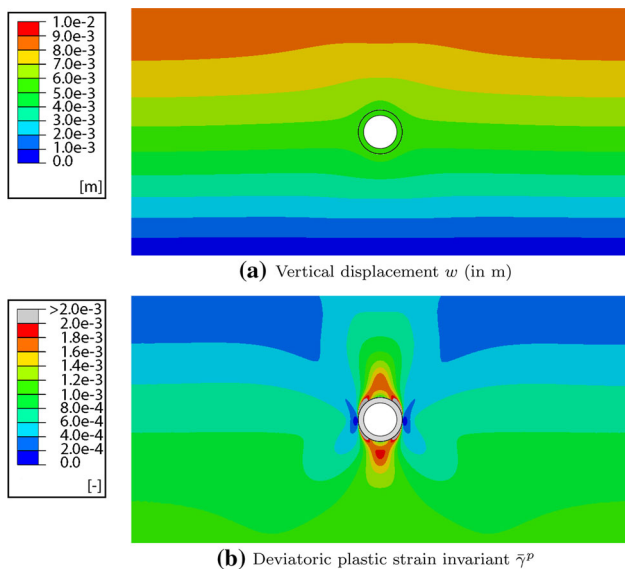 1.0e-2
9.0e-3
8.0e-3
7.0e-3
6.0e-3
5.0e-3
4.0e-3
3.0e-3
2.0e-3
1.0e-3
0.0
[m]
(a) Vertical displacement w (in m)
>2.0e-3
2.0e-3
1.8e-3
1.6e-3
1.4e-3
1.2e-3
1.0e-3
8.0e-4
6.0e-4
4.0e-4
2.0e-4
0.0
[-]
(b) Deviatoric plastic strain invariant γ̄ᵖ